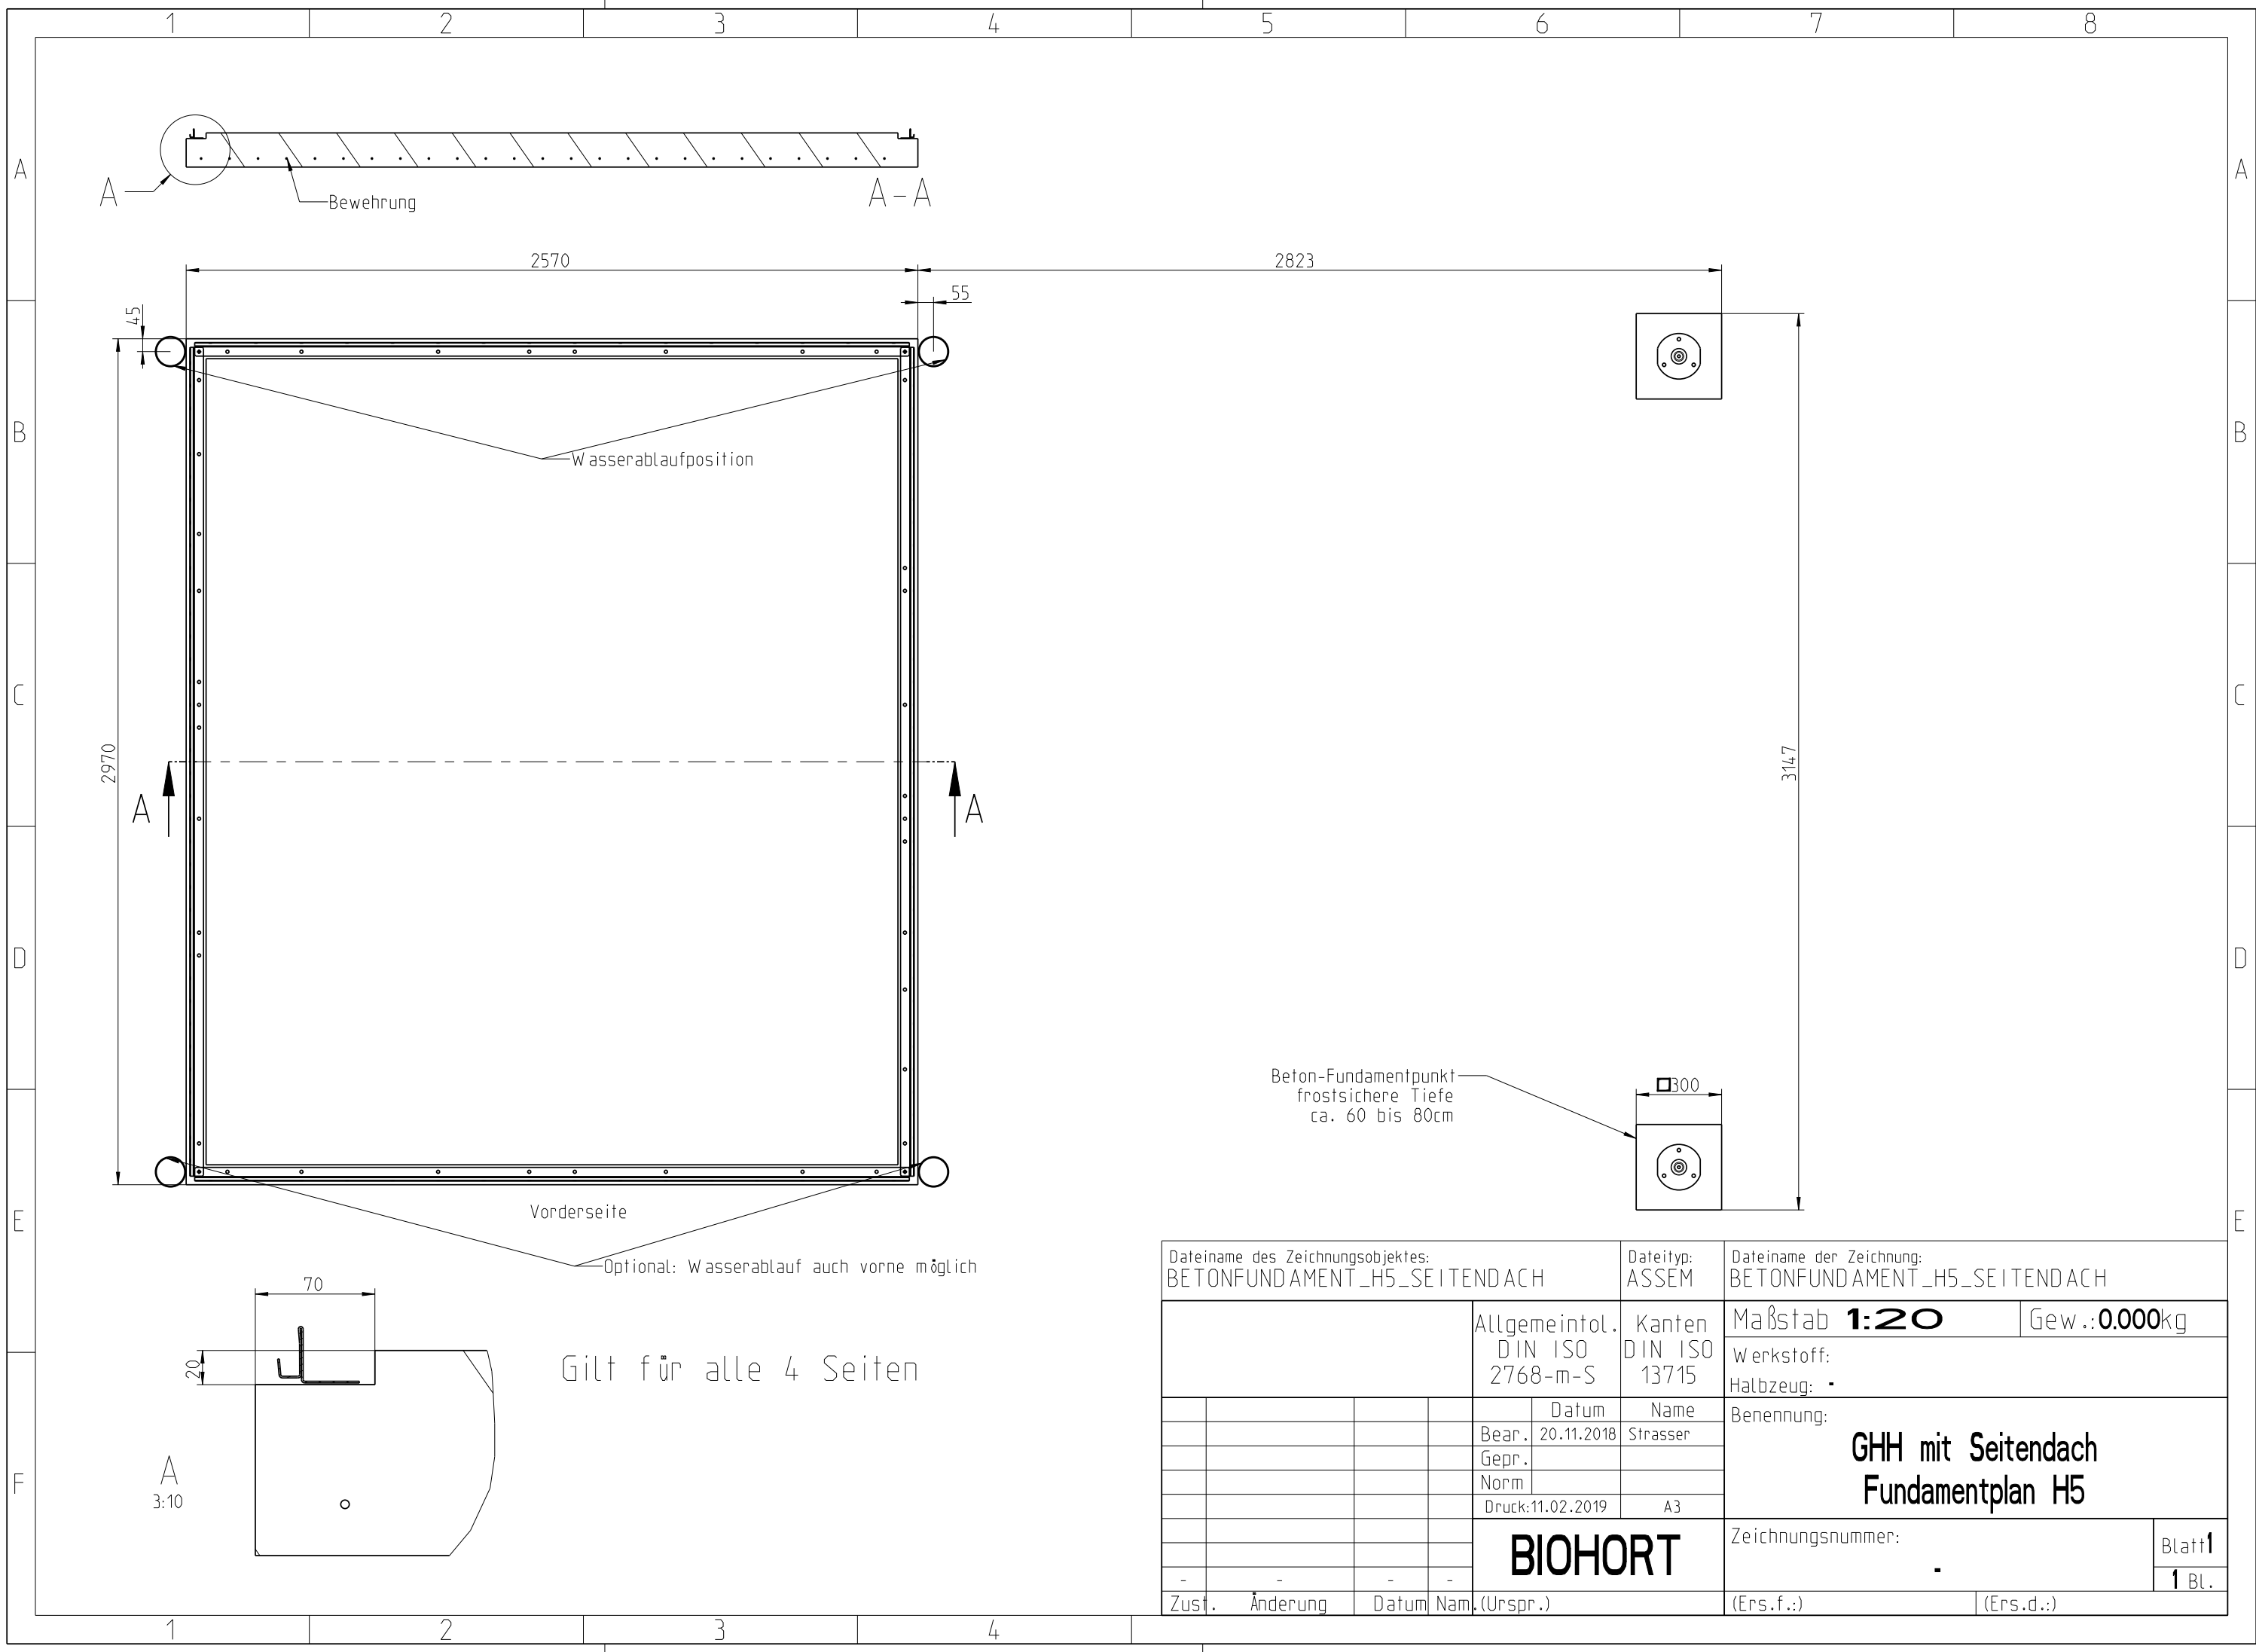 1 2 3 4 5 6 7 8
A A
A
Bewehrung
A-A
2570
2823
55
45
B B
Wasserablaufposition
C C
2970
3147
A A
D D
Beton-Fundamentpunkt
frostsichere Tiefe
ca. 60 bis 80cm
□300
Vorderseite
E E
Optional: Wasserablauf auch vorne möglich
70
20
Gilt für alle 4 Seiten
A
3:10
F
Dateiname des Zeichnungsobjektes:
BETONFUNDAMENT_H5_SEITENDACH
Dateityp:
ASSEM
Dateiname der Zeichnung:
BETONFUNDAMENT_H5_SEITENDACH
Allgemeintol.
DIN ISO
2768-m-S
Kanten
DIN ISO
13715
Maßstab 1:20
Gew.:0.000kg
Werkstoff:
Halbzeug: -
Datum Name
Bear. 20.11.2018 Strasser
Gepr.
Norm
Druck:11.02.2019 A3
Benennung:
GHH mit Seitendach
Fundamentplan H5
BIOHORT
Zeichnungsnummer:
-
Blatt1
1 Bl.
- - - -
Zust. Änderung Datum Nam. (Urspr.) (Ers.f.:) (Ers.d.:)
1 2 3 4